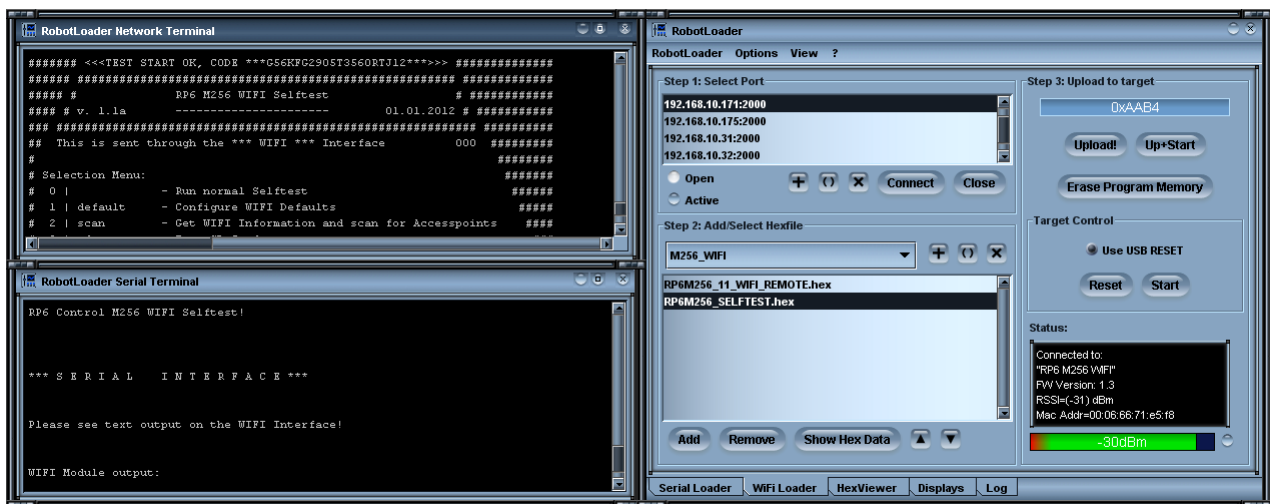 RobotLoader Network Terminal
####### <<<TEST START OK, CODE ***G56KFG2905T3560RTJ12***>>> ###############
###### ###################################################### ##############
##### #               RP6 M256 WIFI Selftest              # #############
#### # v. 1.1a       ----------------------     01.01.2012 # ############
### ######################################################### ##########
##  This is sent through the *** WIFI *** Interface       000  #########
#                                                               ########
# Selection Menu:                                                #######
#  0 |           - Run normal Selftest                            ######
#  1 | default   - Configure WIFI Defaults                         #####
#  2 | scan      - Get WIFI Information and scan for Accesspoints    ####
RobotLoader Serial Terminal
RP6 Control M256 WIFI Selftest!
*** S E R I A L    I N T E R F A C E ***
Please see text output on the WIFI Interface!
WIFI Module output:
RobotLoader
RobotLoader Options View ?
Step 1: Select Port
192.168.10.171:2000
192.168.10.175:2000
192.168.10.31:2000
192.168.10.32:2000
Open
Active
Connect Close
Step 2: Add/Select Hexfile
M256_WIFI
RP6M256_11_WIFI_REMOTE.hex
RP6M256_SELFTEST.hex
Add Remove Show Hex Data
Step 3: Upload to target
0xAAB4
Upload! Up+Start
Erase Program Memory
Target Control
Use USB RESET
Reset Start
Status:
Connected to:
"RP6 M256 WIFI"
FW Version: 1.3
RSSI=(-31) dBm
Mac Addr=00:06:66:71:e5:f8
-30dBm
Serial Loader WiFi Loader HexViewer Displays Log